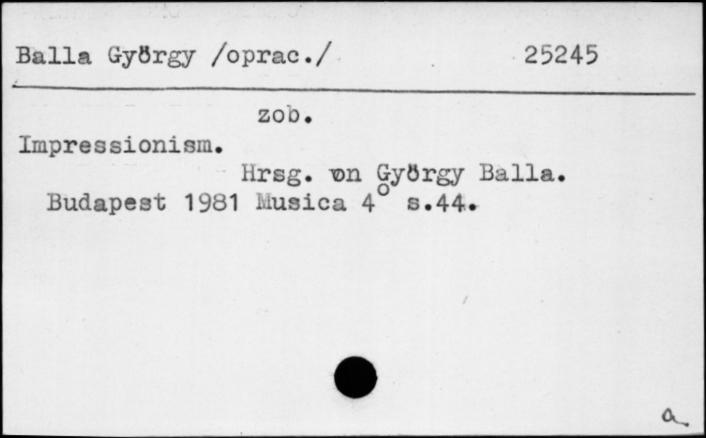 Balla György /oprac./ 25245
zob.
Impressionism.
Hrsg. von György Balla.
Budapest 1981 Musica 4° s.44.
a